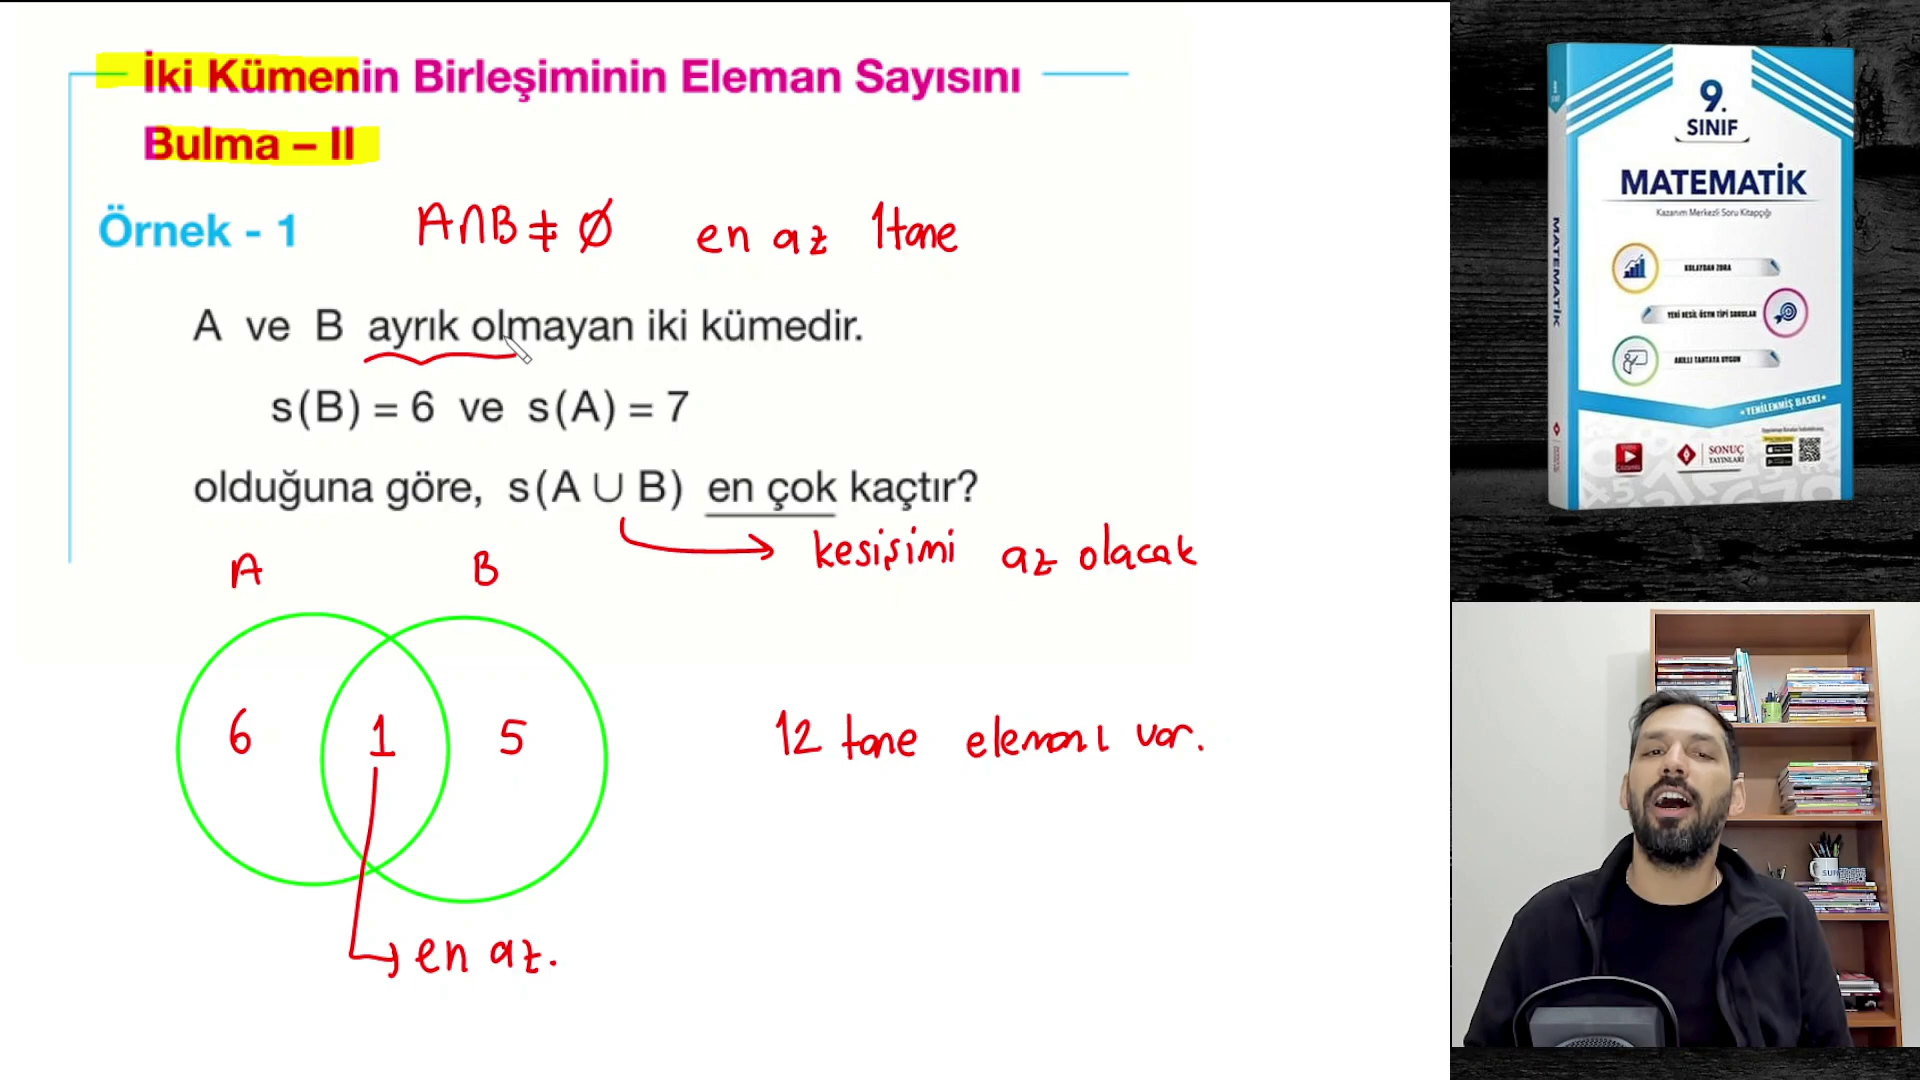 İki Kümenin Birleşiminin Eleman Sayısını
Bulma – II
Örnek - 1
A∩B ≠ ∅ en az 1 tane
A ve B ayrık olmayan iki kümedir.
s(B) = 6 ve s(A) = 7
olduğuna göre, s(A ∪ B) en çok kaçtır?
kesişimi az olacak
A B
6 1 5
12 tane elemanı var.
en az.
9.
SINIF
MATEMATİK
Kazanım Merkezli Soru Kitapçığı
KOLAYDAN ZORA
YENİ NESİL ÖSYM TİPİ SORULAR
AKILLI TAHTAYA UYGUN
YENİLENMİŞ BASKI
SONUÇ
YAYINLARI
MATEMATİK